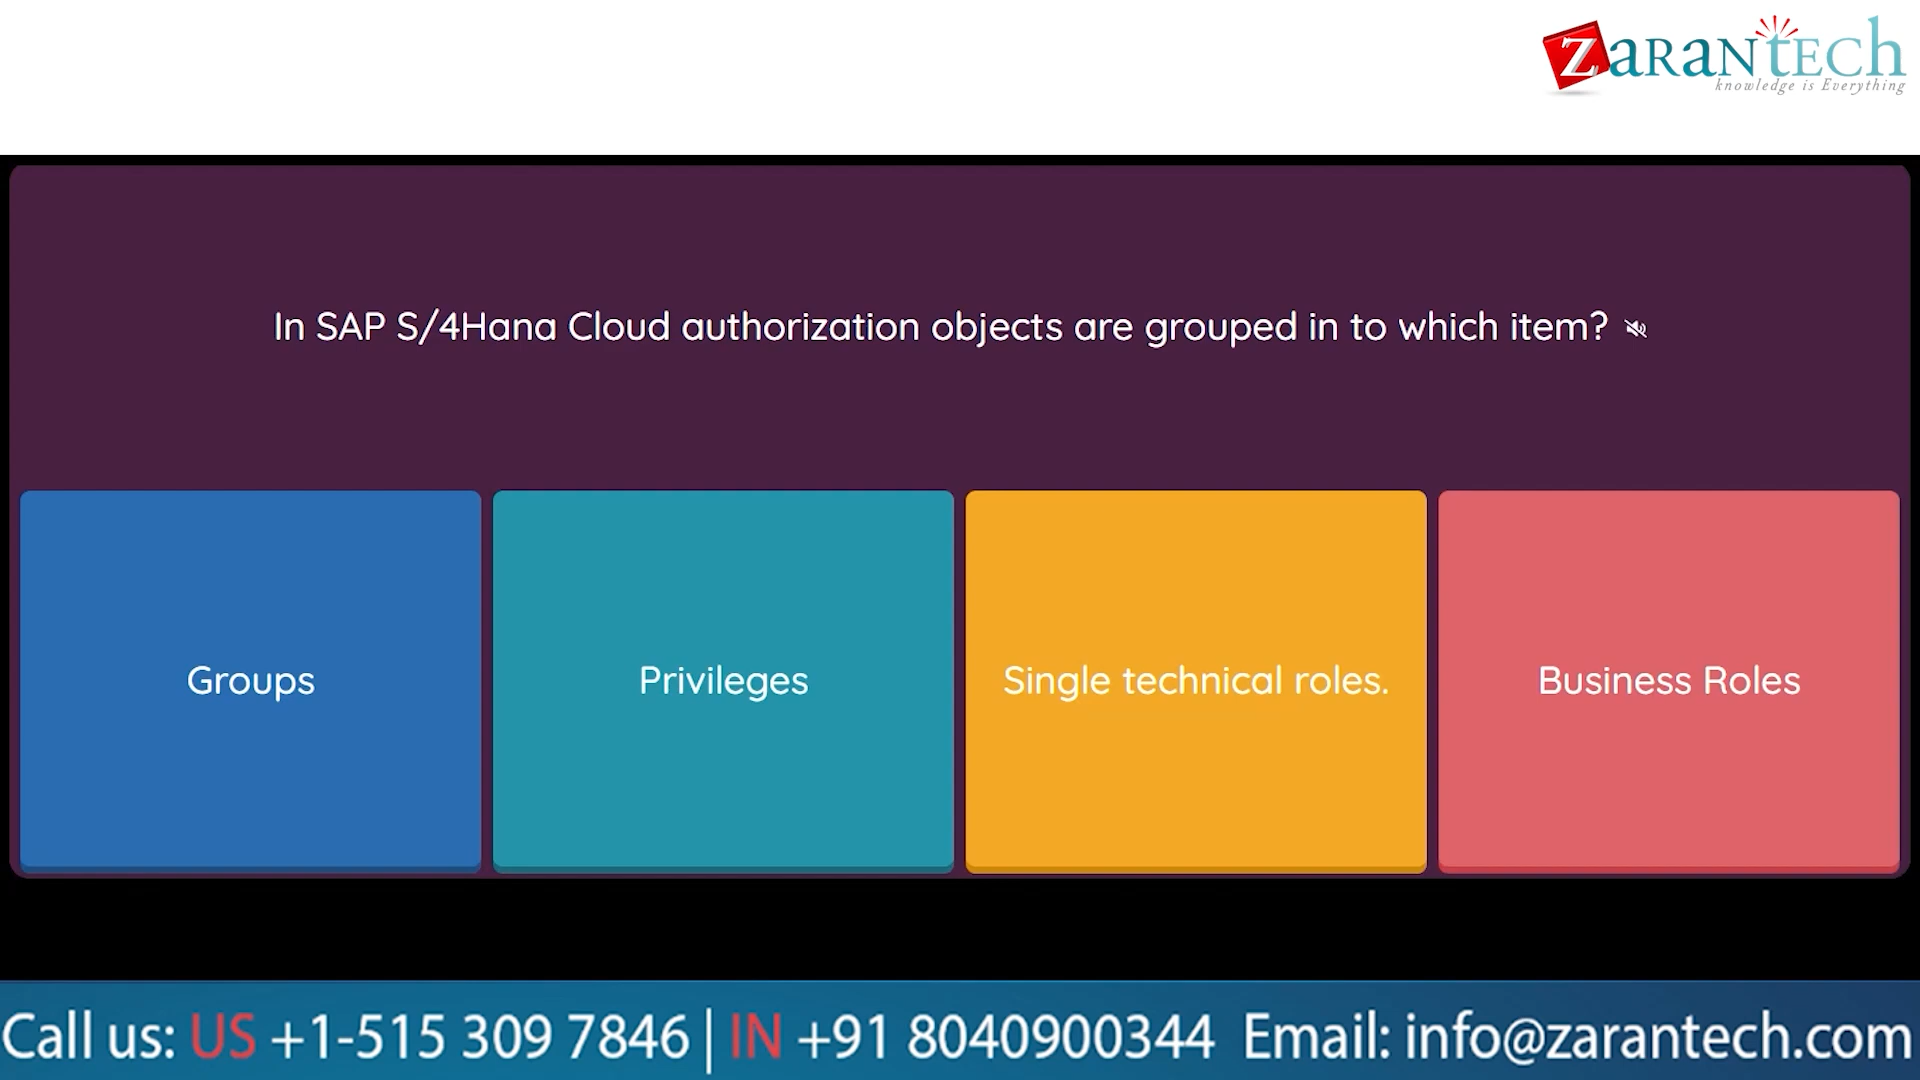 ZaranTech
knowledge is Everything
In SAP S/4Hana Cloud authorization objects are grouped in to which item?
Groups
Privileges
Single technical roles.
Business Roles
Call us: US +1-515 309 7846 | IN +91 8040900344 Email: info@zarantech.com